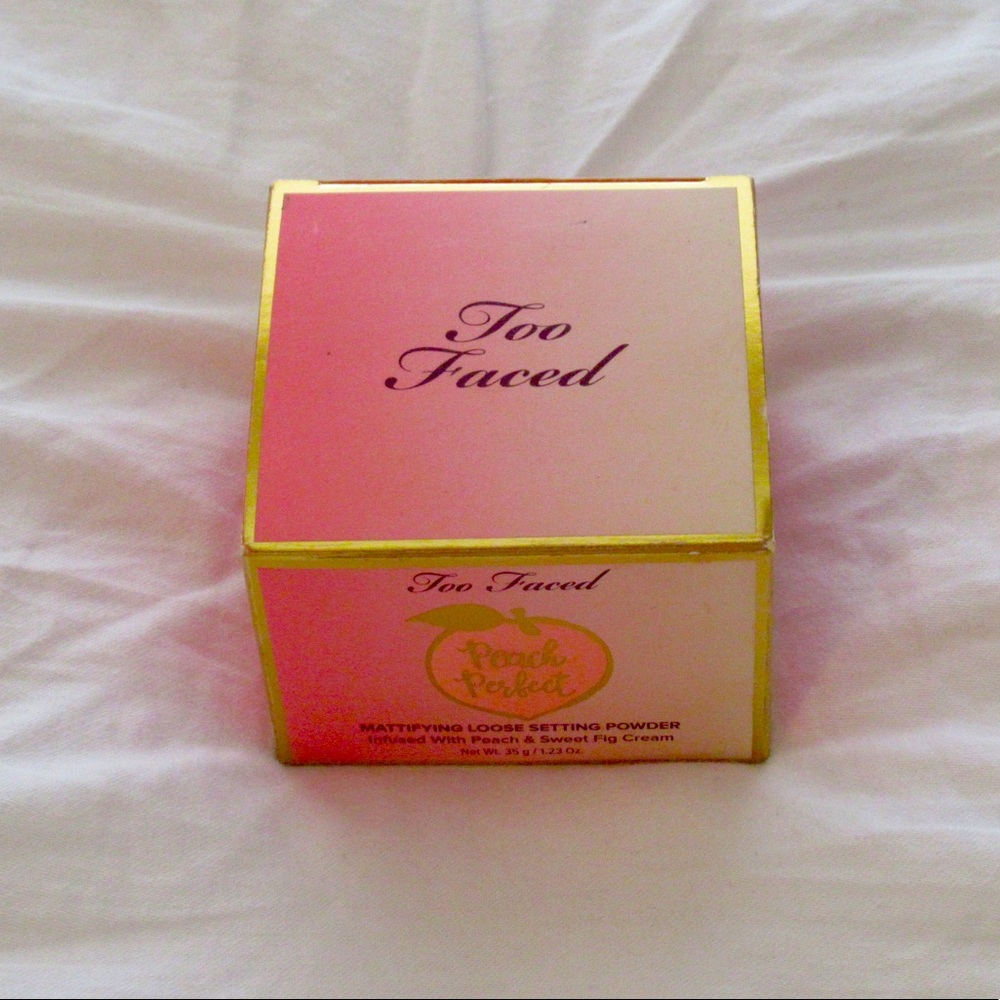 Too
Faced
Too Faced
Peach
Perfect
MATTIFYING LOOSE SETTING POWDER
Infused With Peach & Sweet Fig Cream
Net Wt. 35 g / 1.23 Oz.